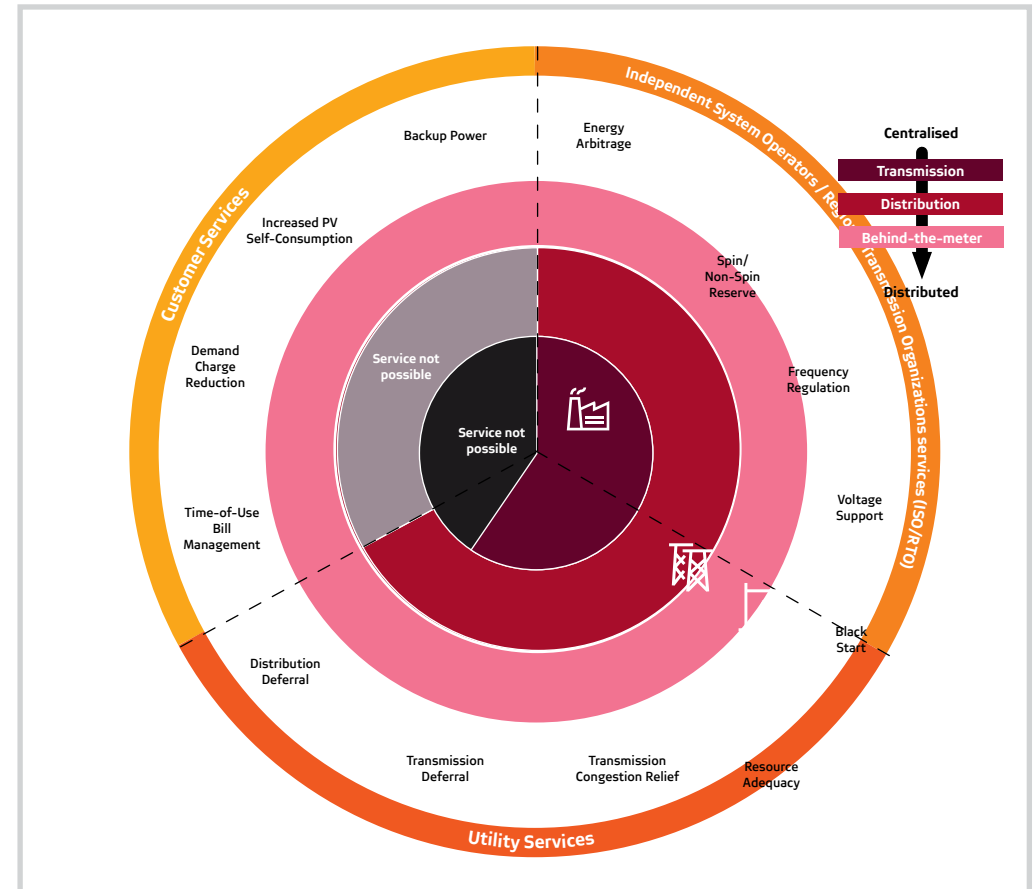 Independent System Operators / Regio
Transmission Organizations services (ISO/RTO)
Centralised
Transmission
Distribution
Behind-the-meter
Distributed
Customer Services
Backup Power
Energy
Arbitrage
Increased PV
Self-Consumption
Spin/
Non-Spin
Reserve
Demand
Charge
Reduction
Service not
possible
Frequency
Regulation
Service not
possible
Time-of-Use
Bill
Management
Voltage
Support
Black
Start
Distribution
Deferral
Transmission
Deferral
Transmission
Congestion Relief
Resource
Adequacy
Utility Services